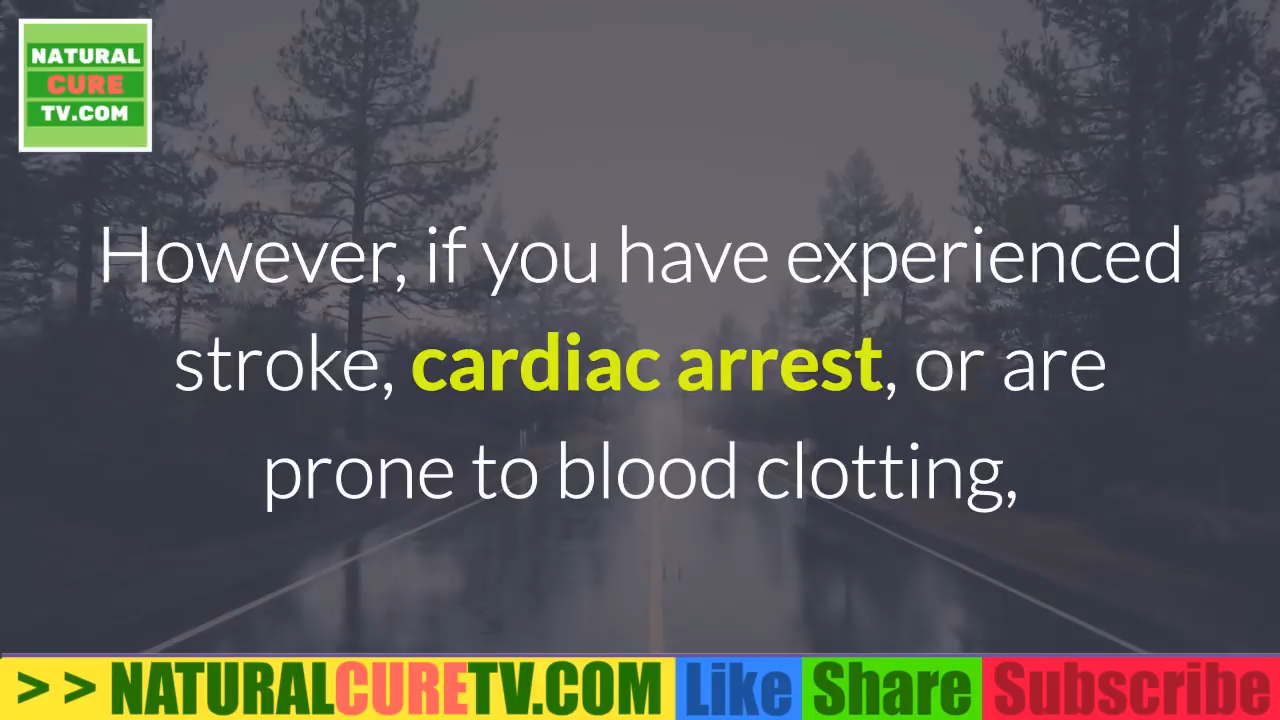 NATURAL
CURE
TV.COM
However, if you have experienced
stroke, cardiac arrest, or are
prone to blood clotting,
> > NATURALCURETV.COM Like Share Subscribe